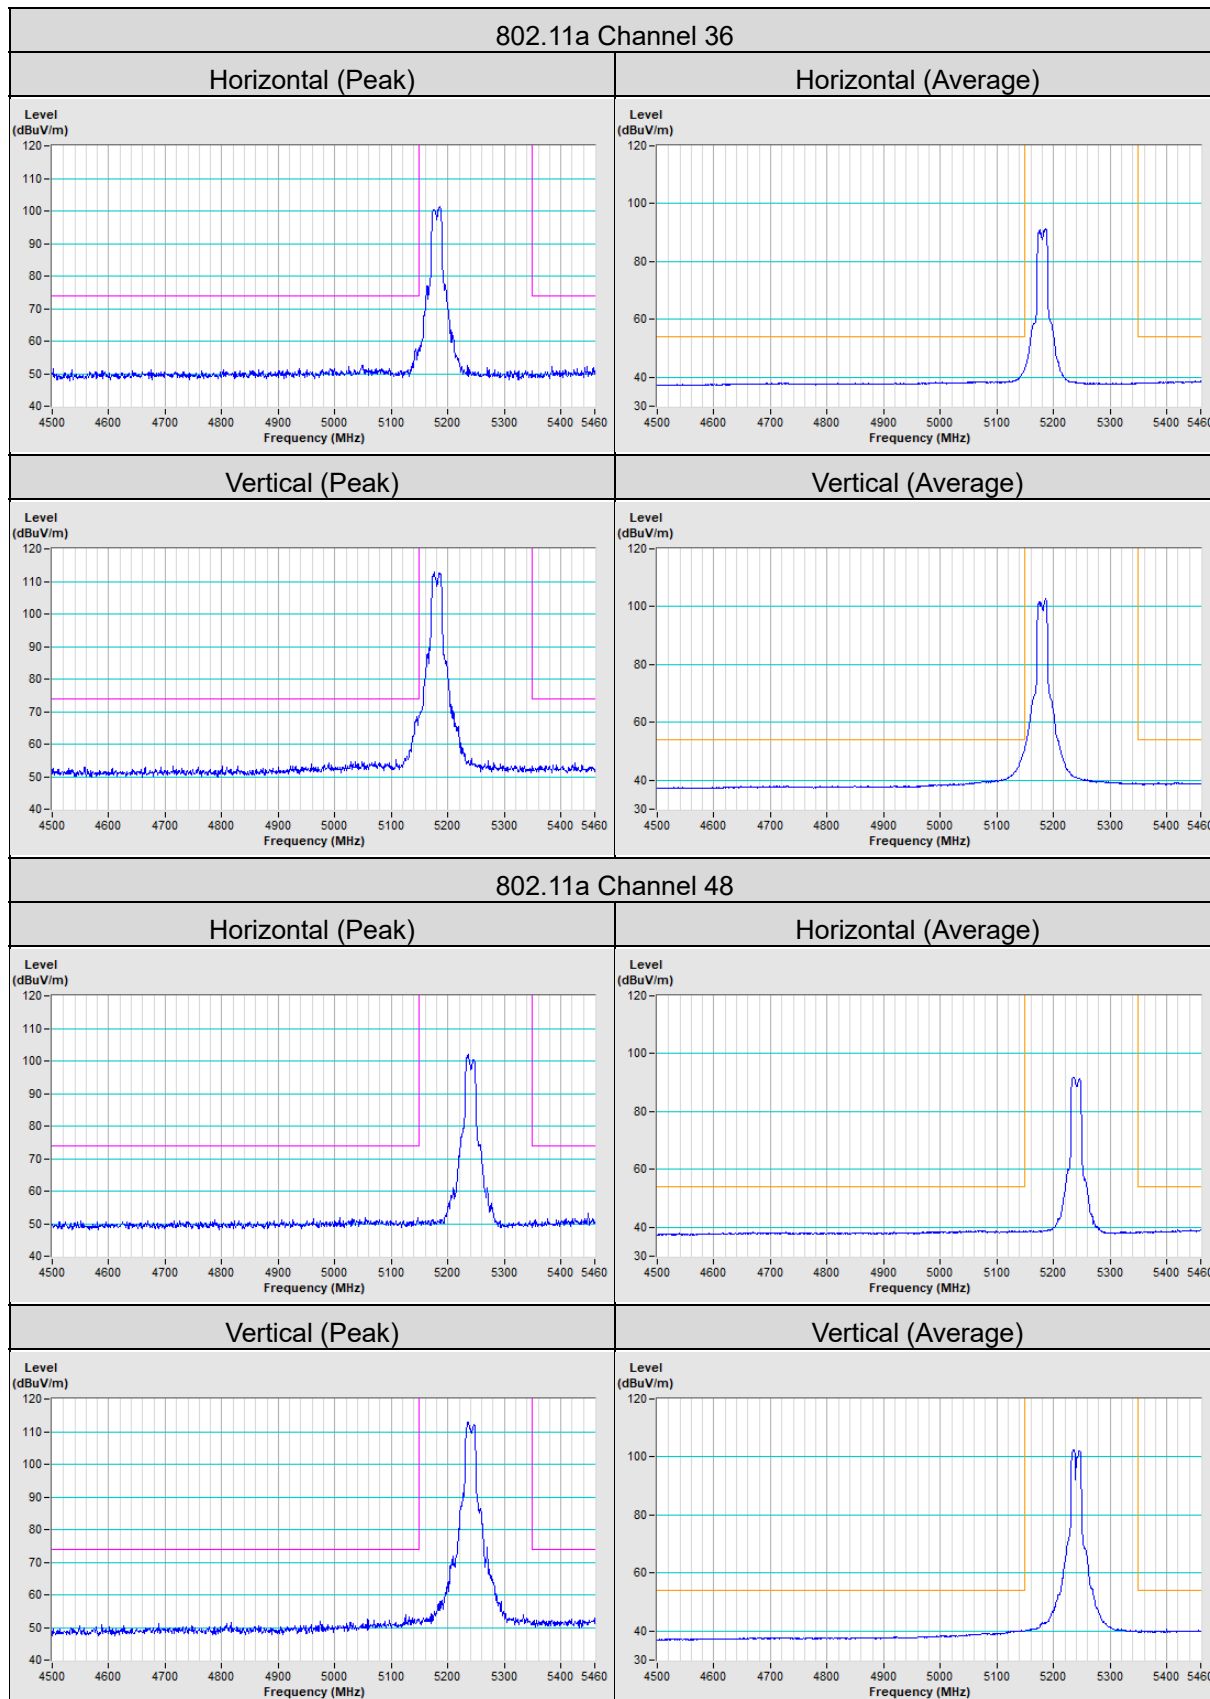 802.11a Channel 36
Horizontal (Peak) Horizontal (Average)
Level Level
(dBuV/m) (dBuV/m)
120 120
110
100 100
90
80 80
70
60 60
50
40 40
30
4500 4600 4700 4800 4900 5000 5100 5200 5300 5400 5460 4500 4600 4700 4800 4900 5000 5100 5200 5300 5400 5460
Frequency (MHz) Frequency (MHz)
Vertical (Peak) Vertical (Average)
Level Level
(dBuV/m) (dBuV/m)
120 120
110
100 100
90
80 80
70
60 60
50
40 40
30
4500 4600 4700 4800 4900 5000 5100 5200 5300 5400 5460 4500 4600 4700 4800 4900 5000 5100 5200 5300 5400 5460
Frequency (MHz) Frequency (MHz)
802.11a Channel 48
Horizontal (Peak) Horizontal (Average)
Level Level
(dBuV/m) (dBuV/m)
120 120
110
100 100
90
80 80
70
60 60
50
40 40
30
4500 4600 4700 4800 4900 5000 5100 5200 5300 5400 5460 4500 4600 4700 4800 4900 5000 5100 5200 5300 5400 5460
Frequency (MHz) Frequency (MHz)
Vertical (Peak) Vertical (Average)
Level Level
(dBuV/m) (dBuV/m)
120 120
110
100 100
90
80 80
70
60 60
50
40 40
30
4500 4600 4700 4800 4900 5000 5100 5200 5300 5400 5460 4500 4600 4700 4800 4900 5000 5100 5200 5300 5400 5460
Frequency (MHz) Frequency (MHz)